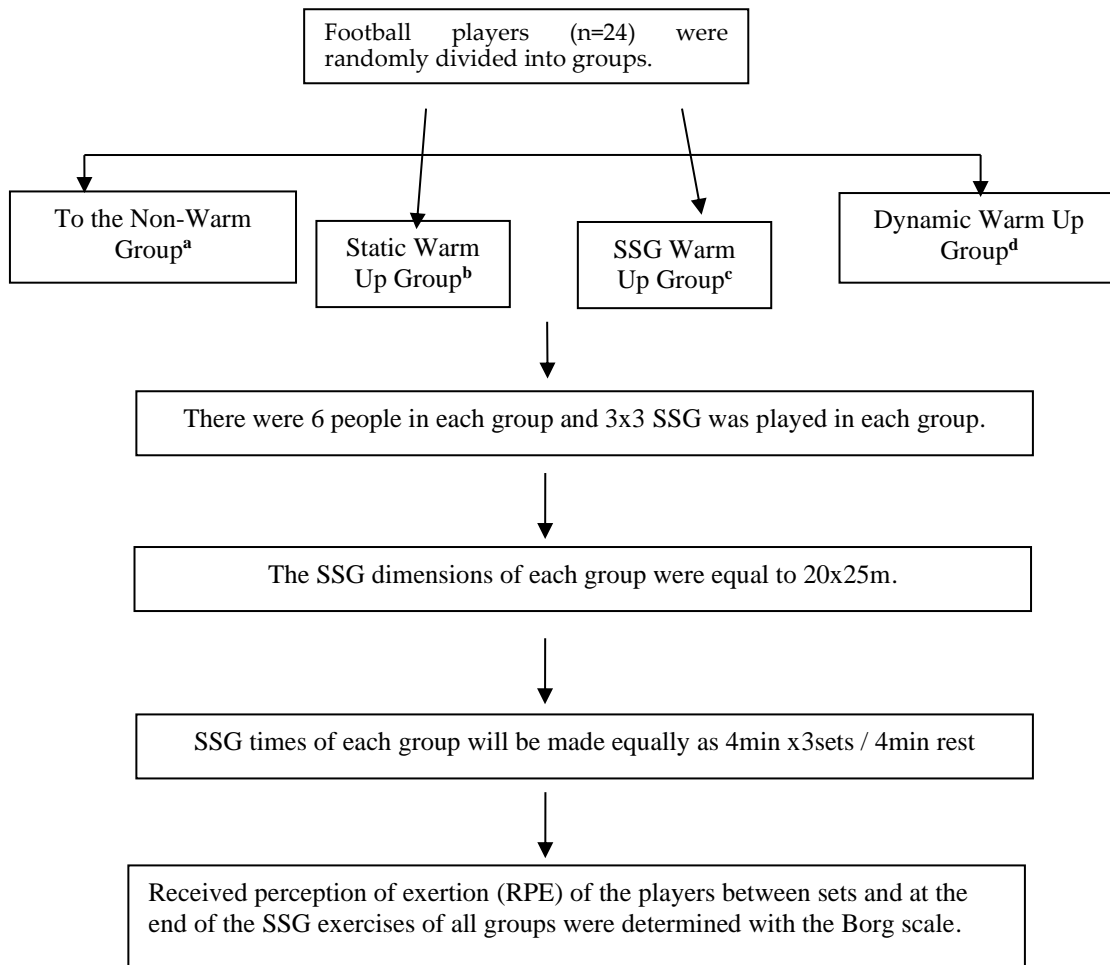 Football players (n=24) were
randomly divided into groups.
To the Non-Warm
Groupᵃ
Static Warm
Up Groupᵇ
SSG Warm
Up Groupᶜ
Dynamic Warm Up
Groupᵈ
There were 6 people in each group and 3x3 SSG was played in each group.
The SSG dimensions of each group were equal to 20x25m.
SSG times of each group will be made equally as 4min x3sets / 4min rest
Received perception of exertion (RPE) of the players between sets and at the
end of the SSG exercises of all groups were determined with the Borg scale.